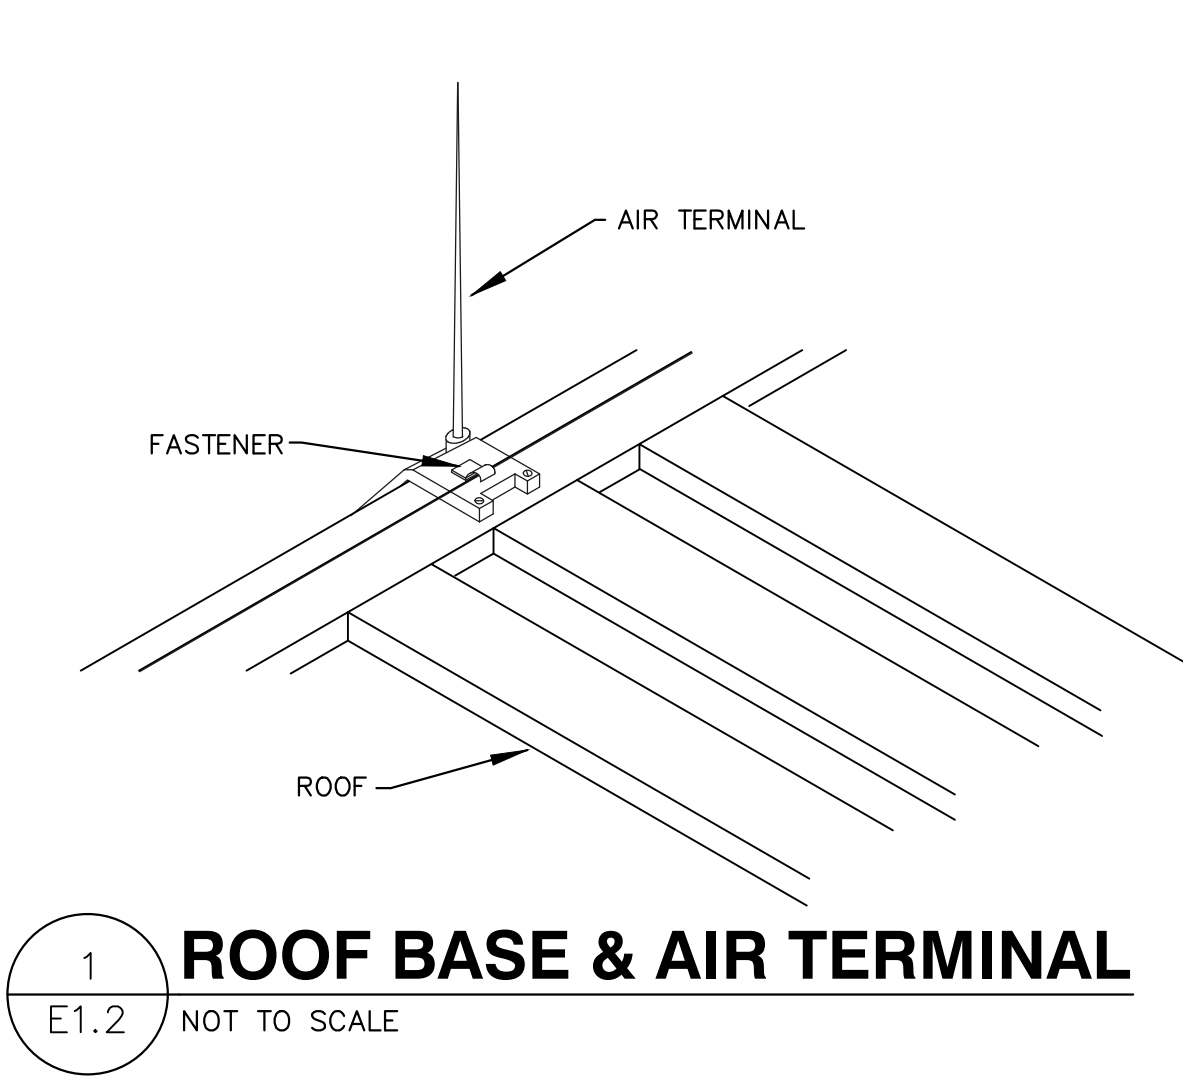 AIR TERMINAL
FASTENER
ROOF
1
E1.2
ROOF BASE & AIR TERMINAL
NOT TO SCALE